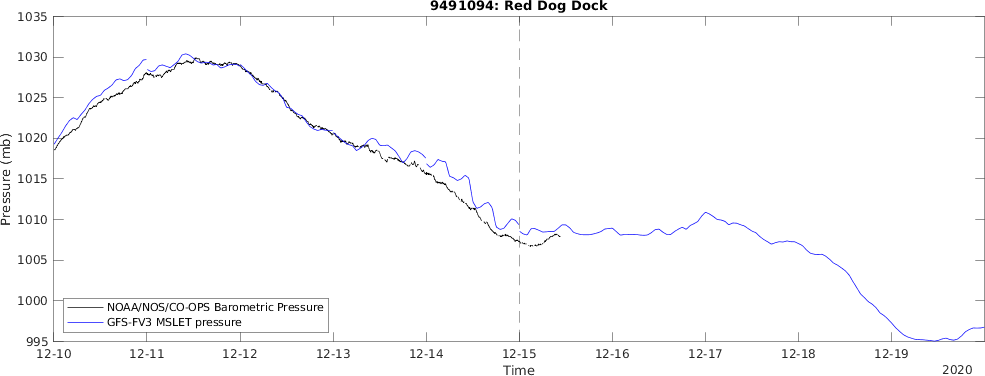 9491094: Red Dog Dock
Pressure (mb)
1035
1030
1025
1020
1015
1010
1005
1000
995
NOAA/NOS/CO-OPS Barometric Pressure
GFS-FV3 MSLET pressure
12-10 12-11 12-12 12-13 12-14 12-15 12-16 12-17 12-18 12-19
Time
2020